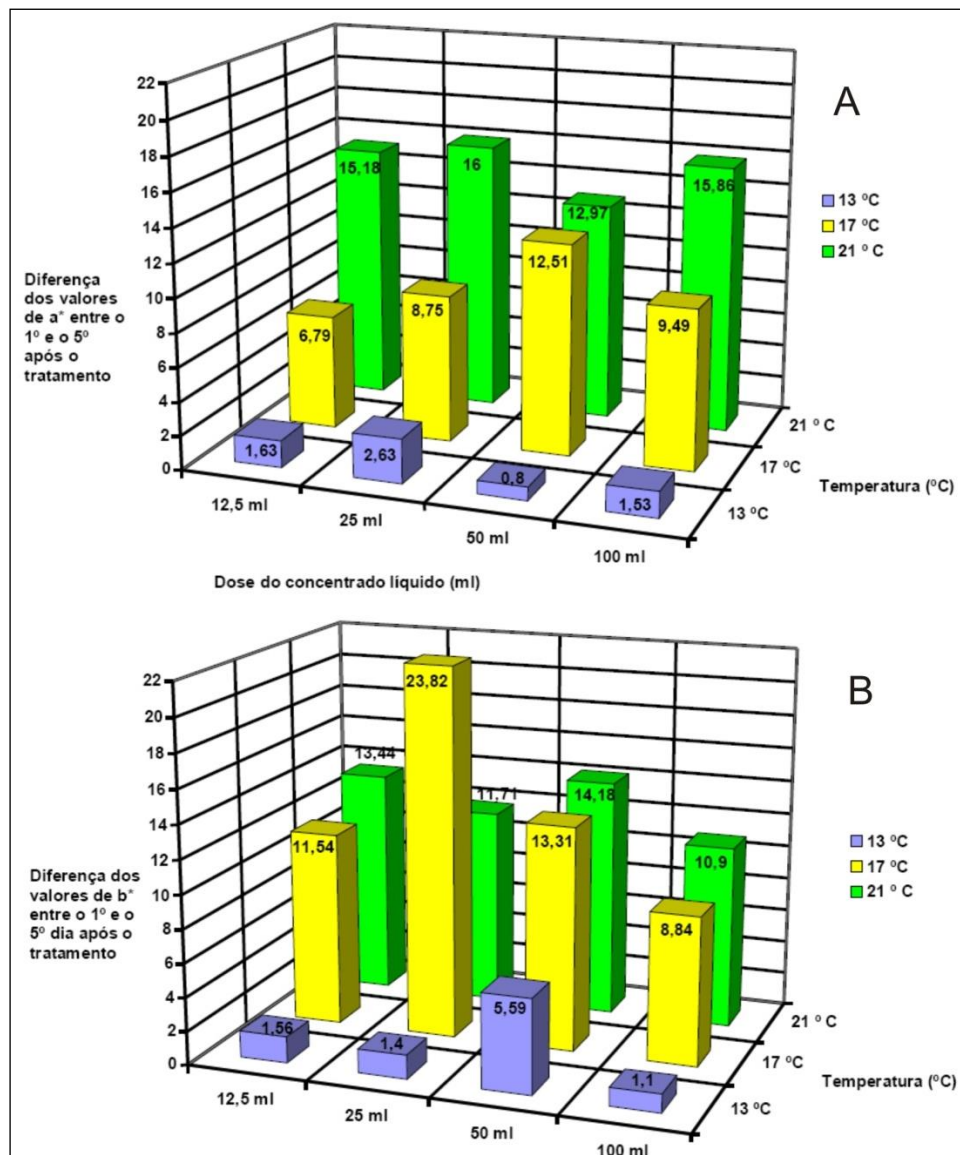 A
22
20
18
16
14
12
10
8
6
4
2
0
15,18
16
12,97
15,86
6,79
8,75
12,51
9,49
1,63
2,63
0,8
1,53
13 ºC
17 ºC
21 º C
Diferença
dos valores
de a* entre o
1º e o 5º
após o
tratamento
12,5 ml
25 ml
50 ml
100 ml
21 º C
17 ºC
13 ºC
Temperatura (ºC)
Dose do concentrado líquido (ml)
B
22
20
18
16
14
12
10
8
6
4
2
0
13,44
11,71
14,18
10,9
11,54
23,82
13,31
8,84
1,56
1,4
5,59
1,1
13 ºC
17 ºC
21 º C
Diferença dos
valores de b*
entre o 1º e o
5º dia após o
tratamento
12,5 ml
25 ml
50 ml
100 ml
21 º C
17 ºC
13 ºC
Temperatura (ºC)